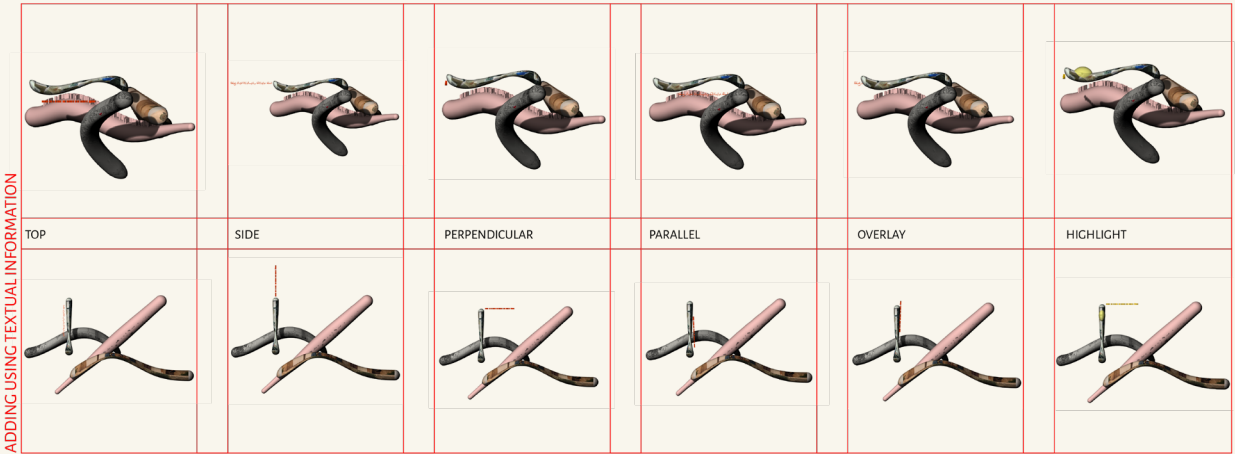 ADDING USING TEXTUAL INFORMATION
TOP
SIDE
PERPENDICULAR
PARALLEL
OVERLAY
HIGHLIGHT